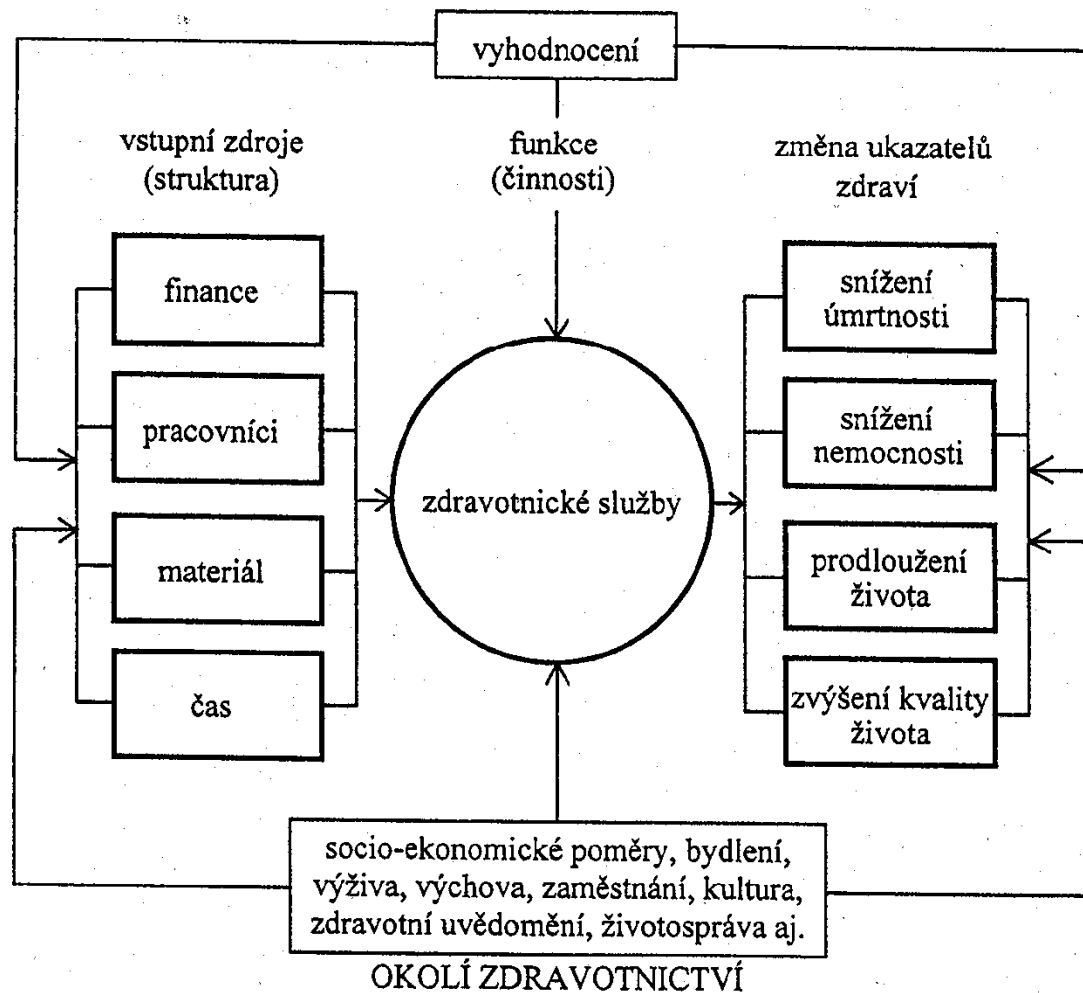 vyhodnocení
vstupní zdroje
(struktura)
funkce
(činnosti)
změna ukazatelů
zdraví
finance
pracovníci
materiál
čas
zdravotnické služby
snížení
úmrtnosti
snížení
nemocnosti
prodloužení
života
zvýšení kvality
života
socio-ekonomické poměry, bydlení,
výživa, výchova, zaměstnání, kultura,
zdravotní uvědomění, životospráva aj.
OKOLÍ ZDRAVOTNICTVÍ